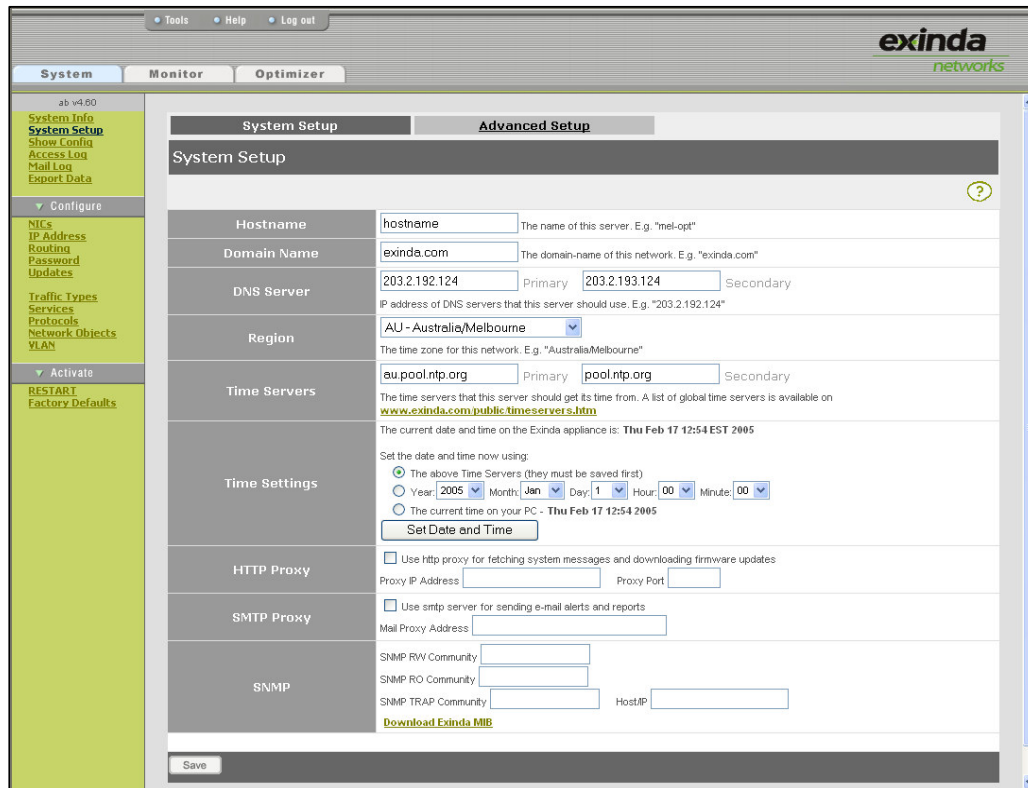 Tools Help Log out
exinda
networks
System Monitor Optimizer
ab v4.60
System Info
System Setup
Show Config
Access Log
Mail Log
Export Data
Configure
NICs
IP Address
Routing
Password
Updates
Traffic Types
Services
Protocols
Network Objects
VLAN
Activate
RESTART
Factory Defaults
System Setup Advanced Setup
System Setup
?
Hostname hostname The name of this server. E.g. "mel-opt"
Domain Name exinda.com The domain-name of this network. E.g. "exinda.com"
DNS Server 203.2.192.124 Primary 203.2.193.124 Secondary
IP address of DNS servers that this server should use. E.g. "203.2.192.124"
Region AU - Australia/Melbourne
The time zone for this network. E.g. "Australia/Melbourne"
Time Servers au.pool.ntp.org Primary pool.ntp.org Secondary
The time servers that this server should get its time from. A list of global time servers is available on
www.exinda.com/public/timeservers.htm
Time Settings
The current date and time on the Exinda appliance is: Thu Feb 17 12:54 EST 2005
Set the date and time now using:
The above Time Servers (they must be saved first)
Year: 2005 Month: Jan Day: 1 Hour: 00 Minute: 00
The current time on your PC - Thu Feb 17 12:54 2005
Set Date and Time
HTTP Proxy
Use http proxy for fetching system messages and downloading firmware updates
Proxy IP Address Proxy Port
SMTP Proxy
Use smtp server for sending e-mail alerts and reports
Mail Proxy Address
SNMP
SNMP RW Community
SNMP RO Community
SNMP TRAP Community Host/IP
Download Exinda MIB
Save